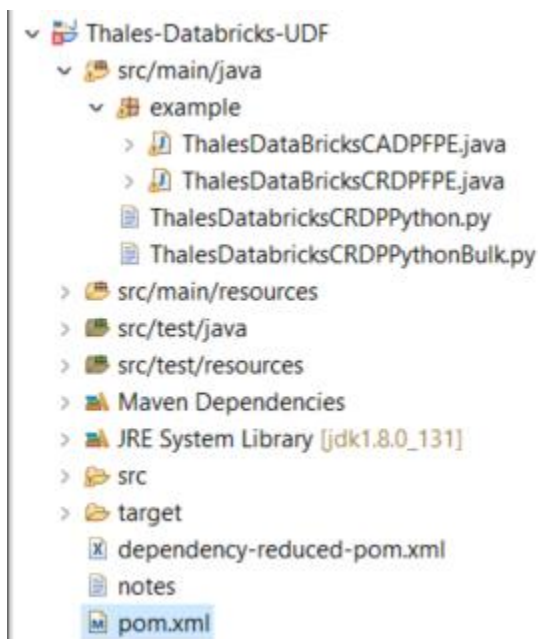 Thales-Databricks-UDF
src/main/java
example
ThalesDataBricksCADPFPE.java
ThalesDataBricksCRDPFPE.java
ThalesDatabricksCRDPPython.py
ThalesDatabricksCRDPPythonBulk.py
src/main/resources
src/test/java
src/test/resources
Maven Dependencies
JRE System Library [jdk1.8.0_131]
src
target
dependency-reduced-pom.xml
notes
pom.xml